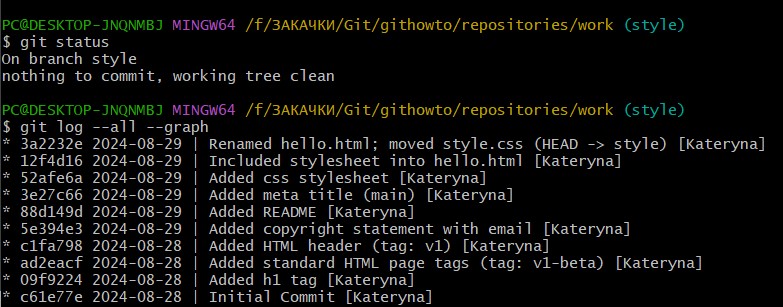 PC@DESKTOP-JNQNMBJ MINGW64 /f/ЗАКАЧКИ/Git/githowto/repositories/work (style)
$ git status
On branch style
nothing to commit, working tree clean
PC@DESKTOP-JNQNMBJ MINGW64 /f/ЗАКАЧКИ/Git/githowto/repositories/work (style)
$ git log --all --graph
* 3a2232e 2024-08-29 | Renamed hello.html; moved style.css (HEAD -> style) [Kateryna]
* 12f4d16 2024-08-29 | Included stylesheet into hello.html [Kateryna]
* 52afe6a 2024-08-29 | Added css stylesheet [Kateryna]
* 3e27c66 2024-08-29 | Added meta title (main) [Kateryna]
* 88d149d 2024-08-29 | Added README [Kateryna]
* 5e394e3 2024-08-29 | Added copyright statement with email [Kateryna]
* c1fa798 2024-08-28 | Added HTML header (tag: v1) [Kateryna]
* ad2eacf 2024-08-28 | Added standard HTML page tags (tag: v1-beta) [Kateryna]
* 09f9224 2024-08-28 | Added h1 tag [Kateryna]
* c61e77e 2024-08-28 | Initial Commit [Kateryna]